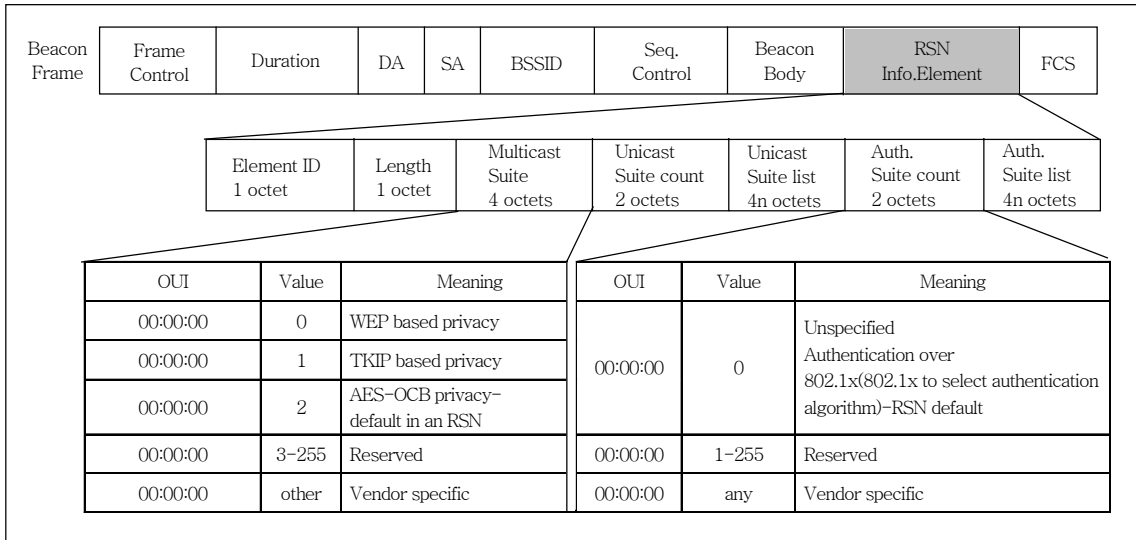 Beacon Frame
Frame Control
Duration
DA
SA
BSSID
Seq. Control
Beacon Body
RSN Info.Element
FCS
Element ID
1 octet
Length
1 octet
Multicast
Suite
4 octets
Unicast
Suite count
2 octets
Unicast
Suite list
4n octets
Auth.
Suite count
2 octets
Auth.
Suite list
4n octets
OUI Value Meaning
00:00:00 0 WEP based privacy
00:00:00 1 TKIP based privacy
00:00:00 2 AES-OCB privacy-
default in an RSN
00:00:00 3-255 Reserved
00:00:00 other Vendor specific
OUI Value Meaning
00:00:00 0 Unspecified
Authentication over
802.1x(802.1x to select authentication
algorithm)-RSN default
00:00:00 1-255 Reserved
00:00:00 any Vendor specific